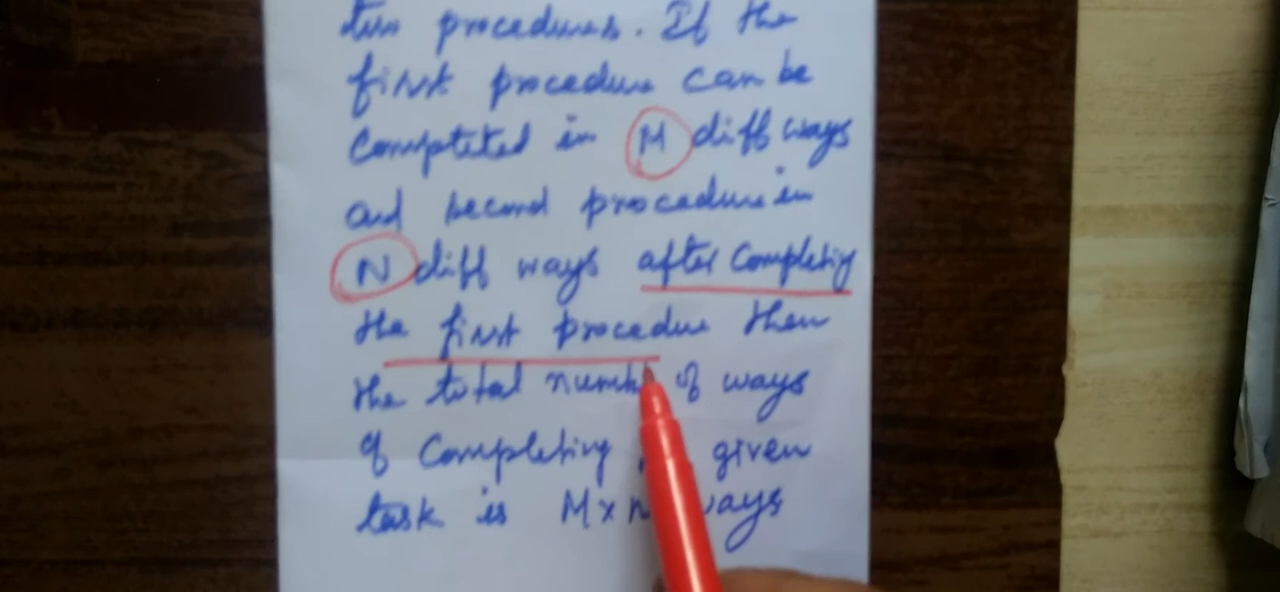 two procedures. If the
first procedure can be
Completed in M diff ways
and second procedure in
N diff ways after Completing
the first procedure then
the total of ways
of Completing given
task is M x ways